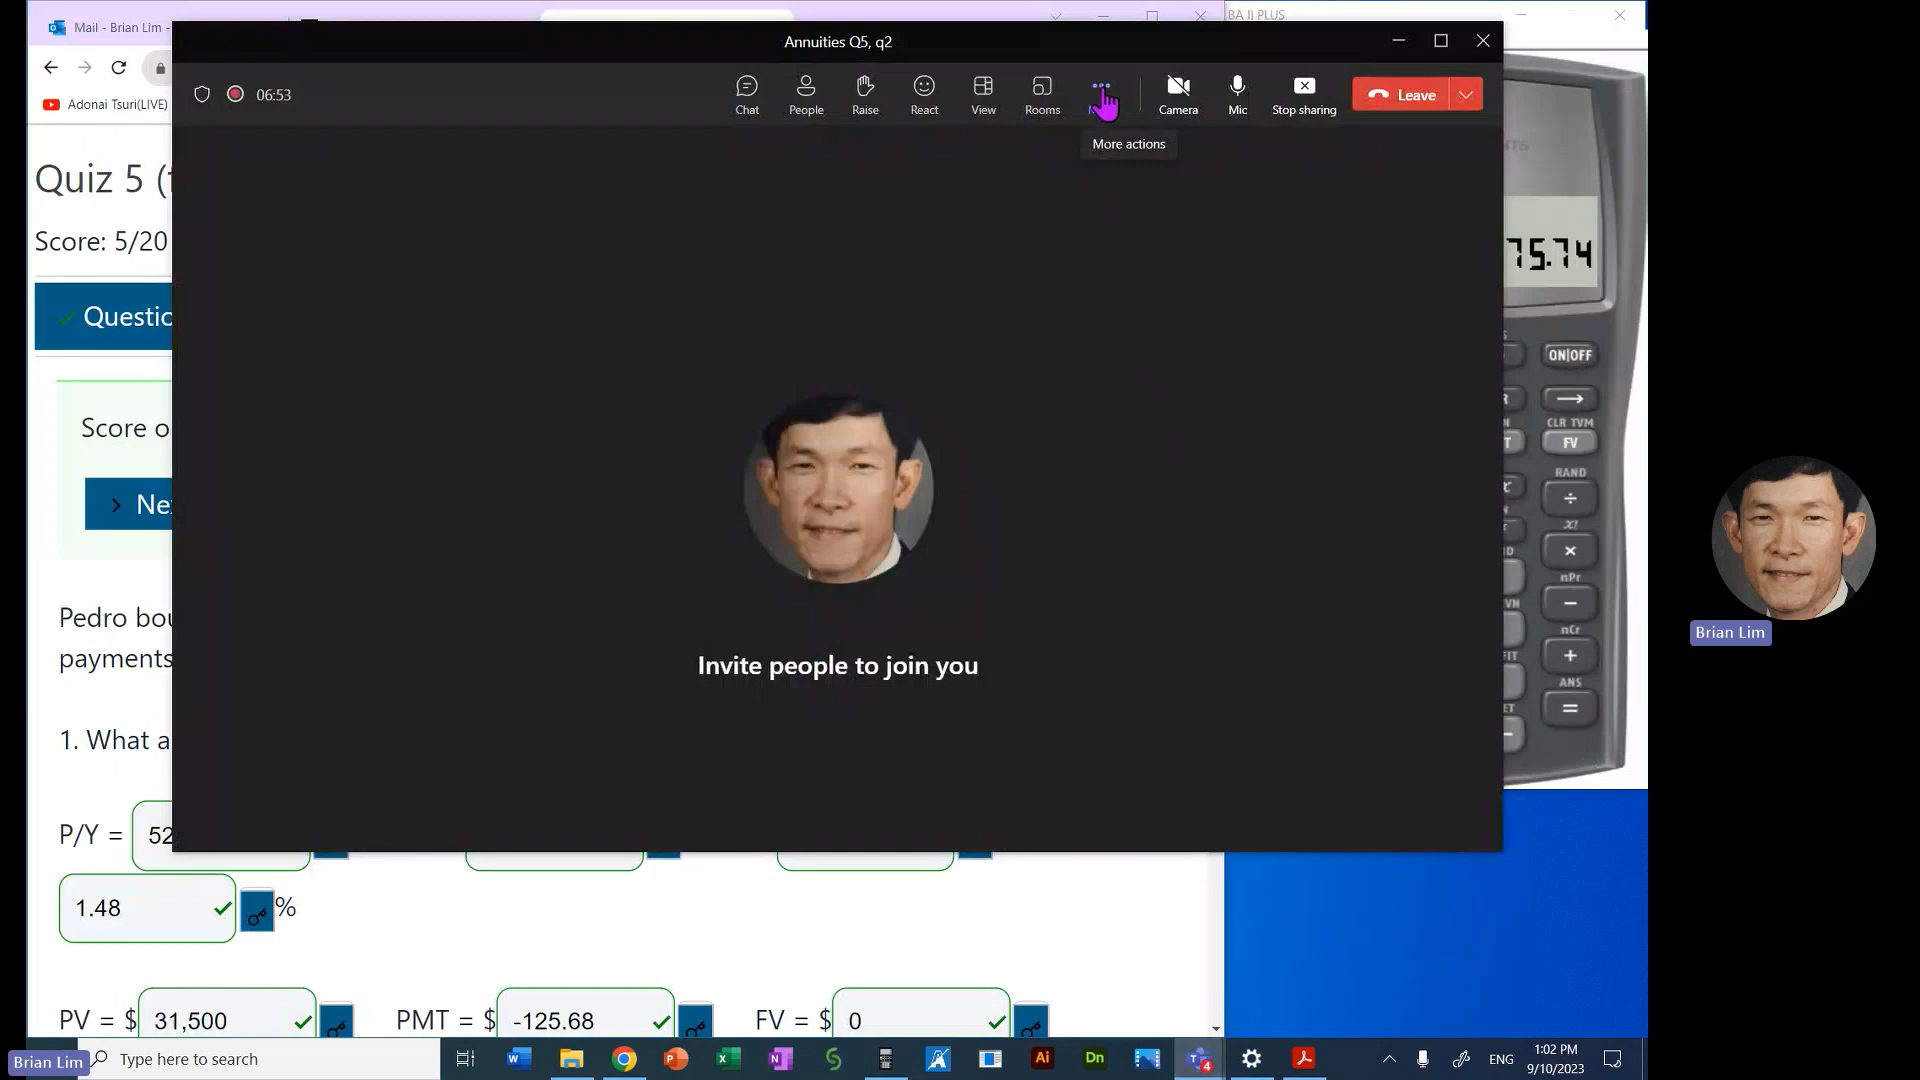 Mail - Brian Lim -
BA II PLUS
Annuities Q5, q2
06:53
Chat
People
Raise
React
View
Rooms
Camera
Mic
Stop sharing
Leave
More actions
Adonai Tsuri(LIVE)
Quiz 5
Score: 5/20
75.74
ON|OFF
CLR TVM
FV
RAND
÷
x!
×
nPr
−
nCr
+
ANS
=
Score
Pedro
payments
1. What
Invite people to join you
Brian Lim
P/Y = 52
1.48 %
PV = $ 31,500 PMT = $ -125.68 FV = $ 0
Brian Lim
Type here to search
Ai
Dn
4
ENG
1:02 PM
9/10/2023